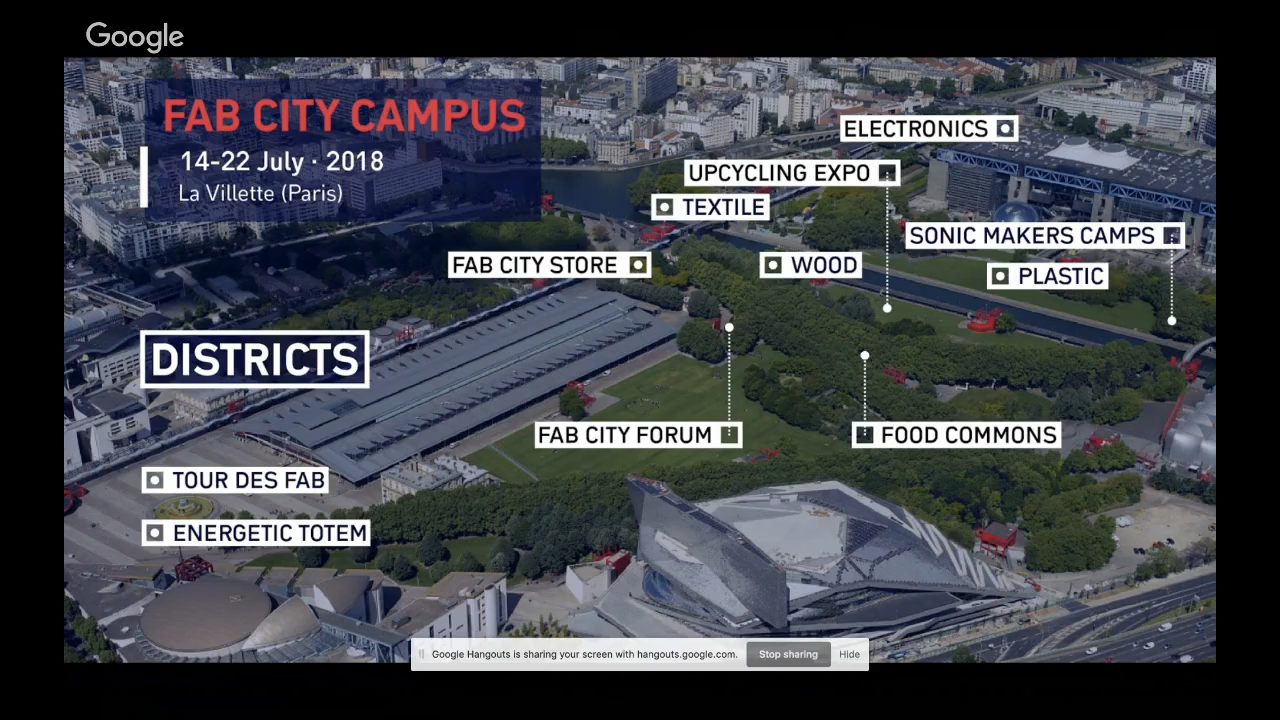 Google
FAB CITY CAMPUS
14-22 July · 2018
La Villette (Paris)
ELECTRONICS
UPCYCLING EXPO
TEXTILE
SONIC MAKERS CAMPS
FAB CITY STORE
WOOD
PLASTIC
DISTRICTS
FAB CITY FORUM
FOOD COMMONS
TOUR DES FAB
ENERGETIC TOTEM
Google Hangouts is sharing your screen with hangouts.google.com.
Stop sharing
Hide